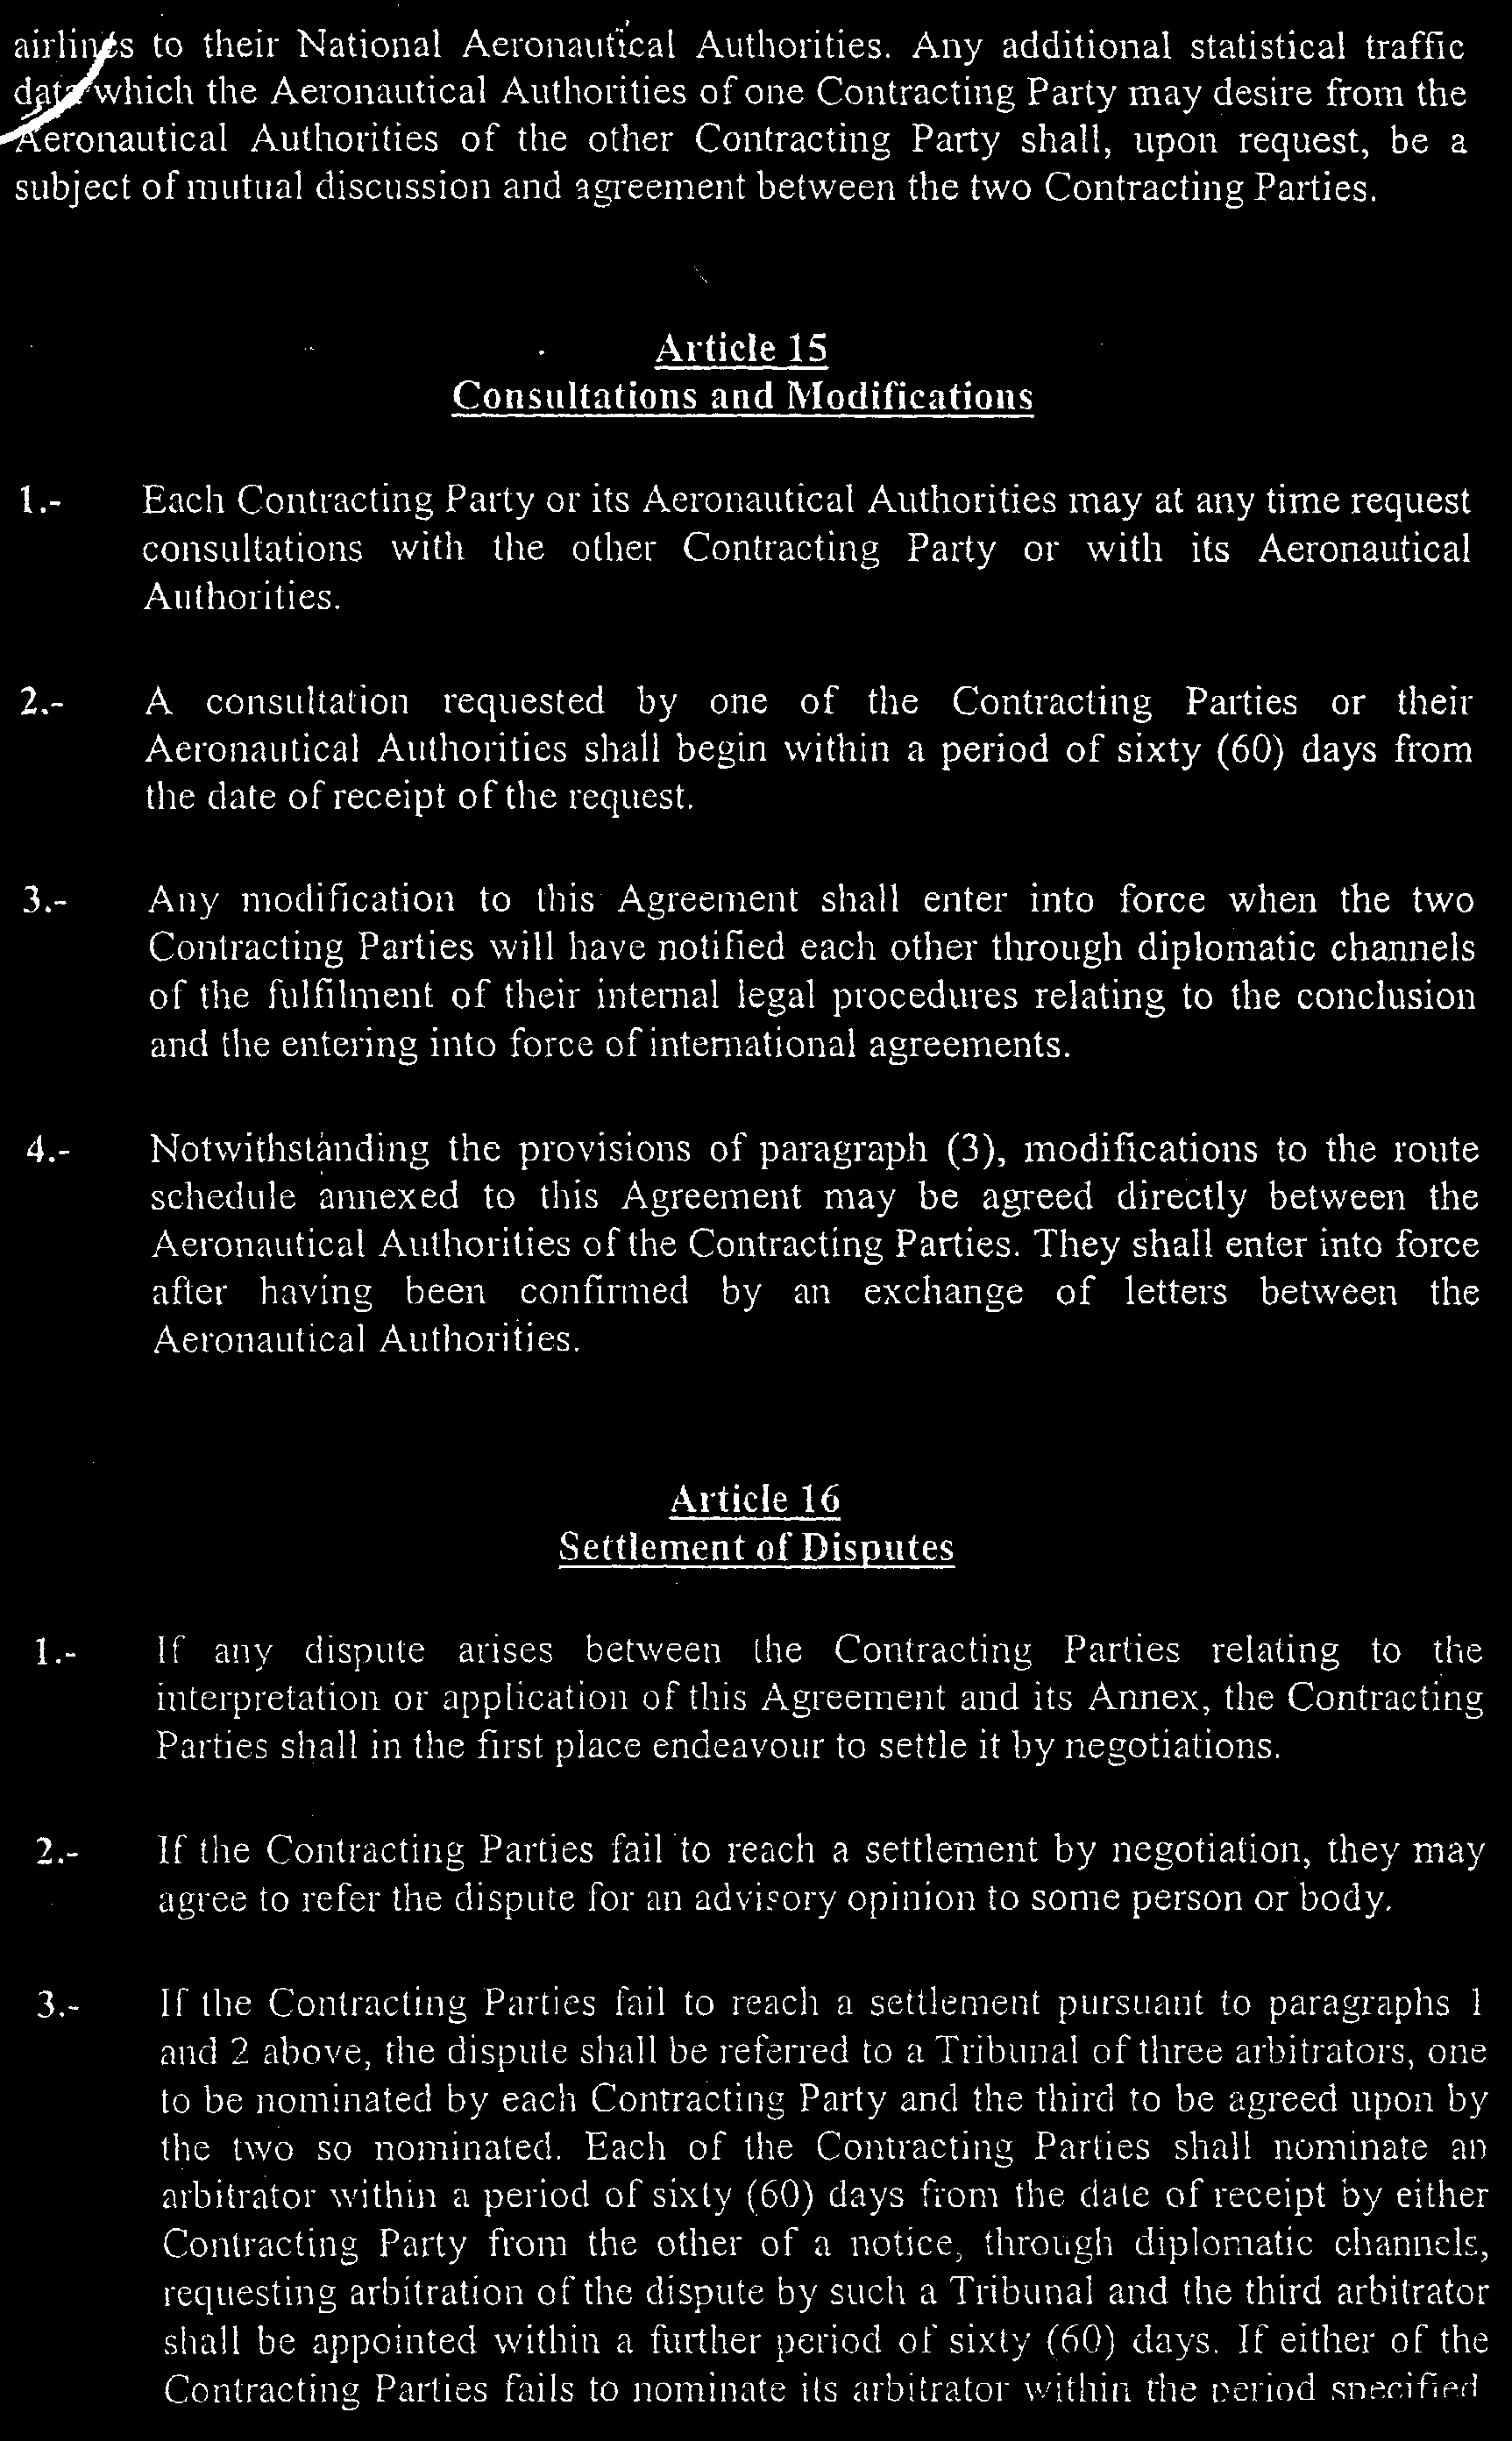 airlines to their National Aeronautical Authorities. Any additional statistical traffic
data which the Aeronautical Authorities of one Contracting Party may desire from the
Aeronautical Authorities of the other Contracting Party shall, upon request, be a
subject of mutual discussion and agreement between the two Contracting Parties.
Article 15
Consultations and Modifications
1.- Each Contracting Party or its Aeronautical Authorities may at any time request
consultations with the other Contracting Party or with its Aeronautical
Authorities.
2.- A consultation requested by one of the Contracting Parties or their
Aeronautical Authorities shall begin within a period of sixty (60) days from
the date of receipt of the request.
3.- Any modification to this Agreement shall enter into force when the two
Contracting Parties will have notified each other through diplomatic channels
of the fulfilment of their internal legal procedures relating to the conclusion
and the entering into force of international agreements.
4.- Notwithstanding the provisions of paragraph (3), modifications to the route
schedule annexed to this Agreement may be agreed directly between the
Aeronautical Authorities of the Contracting Parties. They shall enter into force
after having been confirmed by an exchange of letters between the
Aeronautical Authorities.
Article 16
Settlement of Disputes
1.- If any dispute arises between the Contracting Parties relating to the
interpretation or application of this Agreement and its Annex, the Contracting
Parties shall in the first place endeavour to settle it by negotiations.
2.- If the Contracting Parties fail to reach a settlement by negotiation, they may
agree to refer the dispute for an advisory opinion to some person or body.
3.- If the Contracting Parties fail to reach a settlement pursuant to paragraphs 1
and 2 above, the dispute shall be referred to a Tribunal of three arbitrators, one
to be nominated by each Contracting Party and the third to be agreed upon by
the two so nominated. Each of the Contracting Parties shall nominate an
arbitrator within a period of sixty (60) days from the date of receipt by either
Contracting Party from the other of a notice, through diplomatic channels,
requesting arbitration of the dispute by such a Tribunal and the third arbitrator
shall be appointed within a further period of sixty (60) days. If either of the
Contracting Parties fails to nominate its arbitrator within the period specified